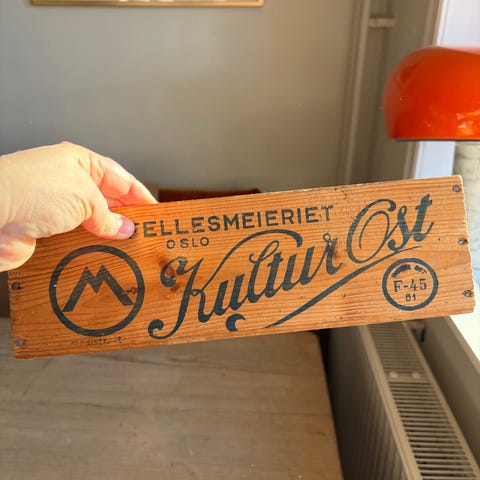 ELLESMEIERIET
OSLO
Kultur Ost
F-45
81